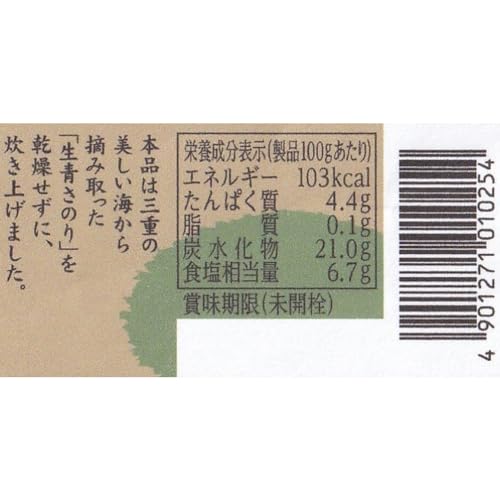 本品は三重の
美しい海から
摘み取った
「生青さのり」を
乾燥せずに、
炊き上げました。
栄養成分表示(製品100gあたり)
エネルギー 103kcal
たんぱく質 4.4g
脂質 0.1g
炭水化物 21.0g
食塩相当量 6.7g
賞味期限(未開栓)
4901271010254